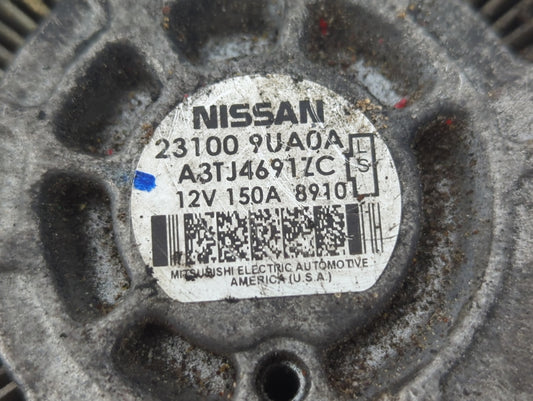 NISSAN
23100 9UA0A
A3TJ4691ZC
L
S
12V 150A 8910
MITSUBISHI ELECTRIC AUTOMOTIVE
AMERICA (U.S.A.)